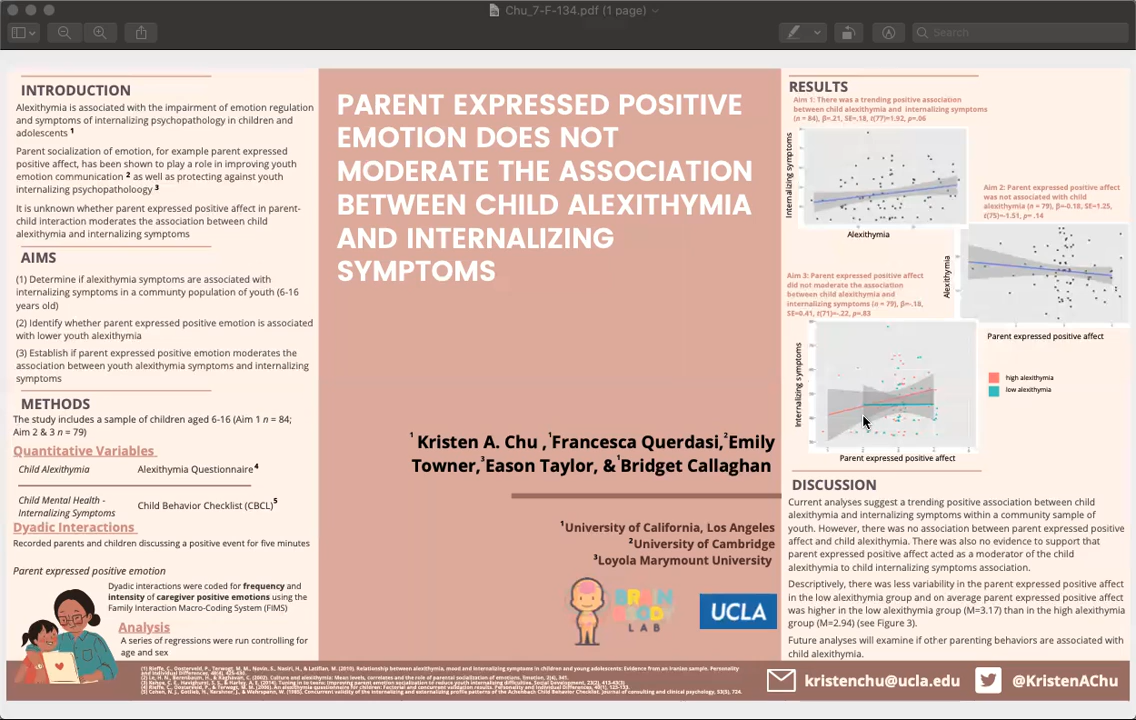 Chu_7-F-134.pdf (1 page)
Search
INTRODUCTION
Alexithymia is associated with the impairment of emotion regulation
and symptoms of internalizing psychopathology in children and
adolescents 1
Parent socialization of emotion, for example parent expressed
positive affect, has been shown to play a role in improving youth
emotion communication 2 as well as protecting against youth
internalizing psychopatholoogy 3
It is unknown whether parent expressed positive affect in parent-
child interaction moderates the association between child
alexithymia and internalizing symptoms
AIMS
(1) Determine if alexithymia symptoms are associated with
internalizing symptoms in a communty population of youth (6-16
years old)
(2) Identify whether parent expressed positive emotion is associated
with lower youth alexithymia
(3) Establish if parent expressed positive emotion moderates the
association between youth alexithymia symptoms and internalizing
symptoms
METHODS
The study includes a sample of children aged 6-16 (Aim 1 n = 84;
Aim 2 & 3 n = 79)
Quantitative Variables
Child Alexithymia
Alexithymia Questionnaire4
Child Mental Health -
Internalizing Symptoms
Child Behavior Checklist (CBCL)5
Dyadic Interactions
Recorded parents and children discussing a positive event for five minutes
Parent expressed positive emotion
Dyadic interactions were coded for frequency and
intensity of caregiver positive emotions using the
Family Interaction Macro-Coding System (FIMS)
Analysis
A series of regressions were run controlling for
age and sex
PARENT EXPRESSED POSITIVE
EMOTION DOES NOT
MODERATE THE ASSOCIATION
BETWEEN CHILD ALEXITHYMIA
AND INTERNALIZING
SYMPTOMS
1 Kristen A. Chu ,1Francesca Querdasi,2Emily
Towner,3Eason Taylor, &1Bridget Callaghan
1University of California, Los Angeles
2University of Cambridge
3Loyola Marymount University
BRAIN
BODY
LAB
UCLA
RESULTS
Aim 1: There was a trending positive association
between child alexithymia and internalizing symptoms
(n = 84), β=.21, SE=.18, t(77)=1.92, p=.06
Internalizing symptoms
Alexithymia
Aim 2: Parent expressed positive affect
was not associated with child
alexithymia (n = 79), β=-0.18, SE=1.25,
t(75)=-1.51, p= .14
Alexithymia
Parent expressed positive affect
Aim 3: Parent expressed positive affect
did not moderate the association
between child alexithymia and
internalizing symptoms (n = 79), β=-.18,
SE=0.41, t(71)=-.22, p=.83
Internalizing symptoms
Parent expressed positive affect
high alexithymia
low alexithymia
DISCUSSION
Current analyses suggest a trending positive association between child
alexithymia and internalizing symptoms within a community sample of
youth. However, there was no association between parent expressed positive
affect and child alexithymia. There was also no evidence to support that
parent expressed positive affect acted as a moderator of the child
alexithymia to child internalizing symptoms association.
Descriptively, there was less variability in the parent expressed positive affect
in the low alexithymia group and on average parent expressed positive affect
was higher in the low alexithymia group (M=3.17) than in the high alexithymia
group (M=2.94) (see Figure 3).
Future analyses will examine if other parenting behaviors are associated with
child alexithymia.
kristenchu@ucla.edu
@KristenAChu